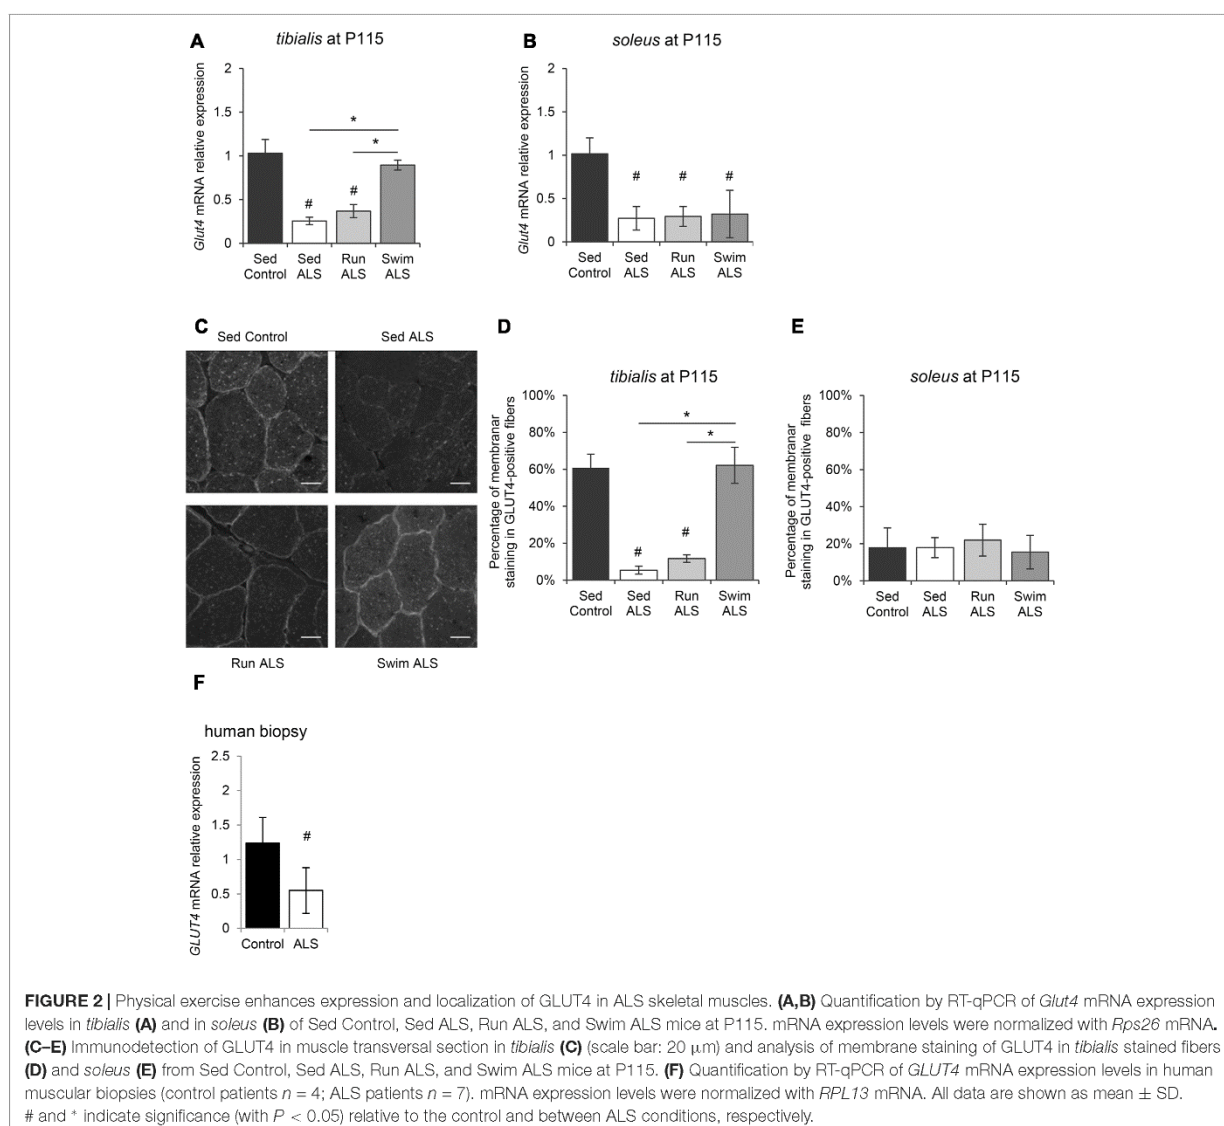 A
tibialis at P115
Glut4 mRNA relative expression
2
1.5
1
0.5
0
*
*
#
#
Sed Control
Sed ALS
Run ALS
Swim ALS
B
soleus at P115
Glut4 mRNA relative expression
2
1.5
1
0.5
0
#
#
#
Sed Control
Sed ALS
Run ALS
Swim ALS
C
Sed Control
Sed ALS
Run ALS
Swim ALS
D
tibialis at P115
Percentage of membranar
staining in GLUT4-positive fibers
100%
80%
60%
40%
20%
0%
*
*
#
#
Sed Control
Sed ALS
Run ALS
Swim ALS
E
soleus at P115
Percentage of membranar
staining in GLUT4-positive fibers
100%
80%
60%
40%
20%
0%
Sed Control
Sed ALS
Run ALS
Swim ALS
F
human biopsy
GLUT4 mRNA relative expression
2.5
2
1.5
1
0.5
0
#
Control
ALS
FIGURE 2 | Physical exercise enhances expression and localization of GLUT4 in ALS skeletal muscles. (A,B) Quantification by RT-qPCR of Glut4 mRNA expression
levels in tibialis (A) and in soleus (B) of Sed Control, Sed ALS, Run ALS, and Swim ALS mice at P115. mRNA expression levels were normalized with Rps26 mRNA.
(C–E) Immunodetection of GLUT4 in muscle transversal section in tibialis (C) (scale bar: 20 μm) and analysis of membrane staining of GLUT4 in tibialis stained fibers
(D) and soleus (E) from Sed Control, Sed ALS, Run ALS, and Swim ALS mice at P115. (F) Quantification by RT-qPCR of GLUT4 mRNA expression levels in human
muscular biopsies (control patients n = 4; ALS patients n = 7). mRNA expression levels were normalized with RPL13 mRNA. All data are shown as mean ± SD.
# and * indicate significance (with P < 0.05) relative to the control and between ALS conditions, respectively.